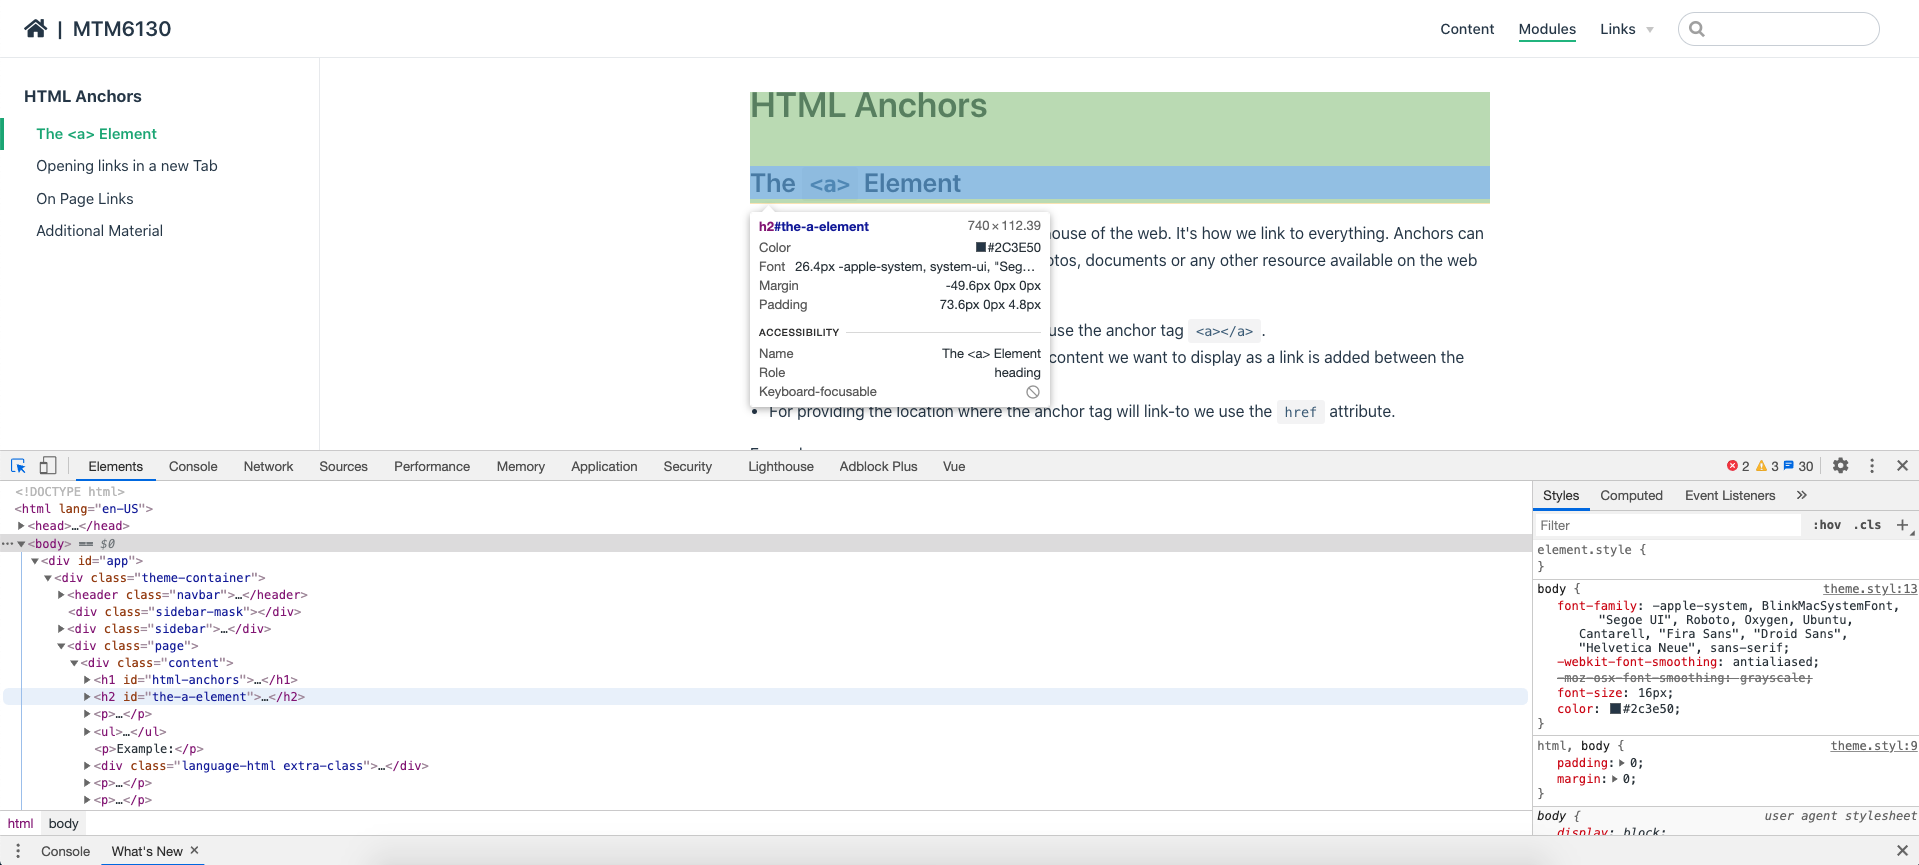 | MTM6130
Content Modules Links
HTML Anchors
The <a> Element
Opening links in a new Tab
On Page Links
Additional Material
HTML Anchors
The <a> Element
house of the web. It's how we link to everything. Anchors can
otos, documents or any other resource available on the web
use the anchor tag <a></a> .
content we want to display as a link is added between the
• For providing the location where the anchor tag will link-to we use the href attribute.
h2#the-a-element 740 × 112.39
Color #2C3E50
Font 26.4px -apple-system, system-ui, "Seg...
Margin -49.6px 0px 0px
Padding 73.6px 0px 4.8px
ACCESSIBILITY
Name The <a> Element
Role heading
Keyboard-focusable
Elements Console Network Sources Performance Memory Application Security Lighthouse Adblock Plus Vue 2 3 30
<!DOCTYPE html>
<html lang="en-US">
<head>…</head>
<body> == $0
<div id="app">
<div class="theme-container">
<header class="navbar">…</header>
<div class="sidebar-mask"></div>
<div class="sidebar">…</div>
<div class="page">
<div class="content">
<h1 id="html-anchors">…</h1>
<h2 id="the-a-element">…</h2>
<p>…</p>
<ul>…</ul>
<p>Example:</p>
<div class="language-html extra-class">…</div>
<p>…</p>
<p>…</p>
html body
Styles Computed Event Listeners »
Filter :hov .cls +
element.style {
}
body { theme.styl:13
font-family: -apple-system, BlinkMacSystemFont,
"Segoe UI", Roboto, Oxygen, Ubuntu,
Cantarell, "Fira Sans", "Droid Sans",
"Helvetica Neue", sans-serif;
-webkit-font-smoothing: antialiased;
-moz-osx-font-smoothing: grayscale;
font-size: 16px;
color: #2c3e50;
}
html, body { theme.styl:9
padding: 0;
margin: 0;
}
body { user agent stylesheet
display: block;
Console What's New ×